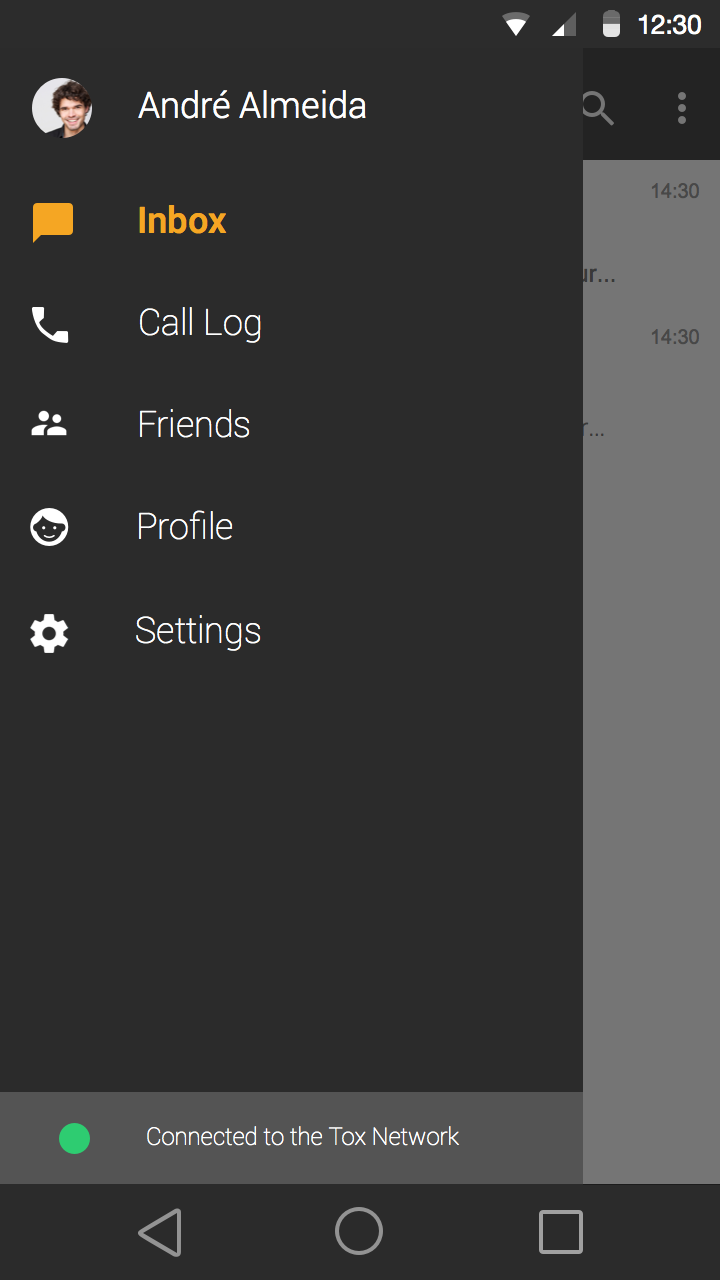 12:30
André Almeida
14:30
Inbox
ur...
Call Log
14:30
Friends
r...
Profile
Settings
Connected to the Tox Network